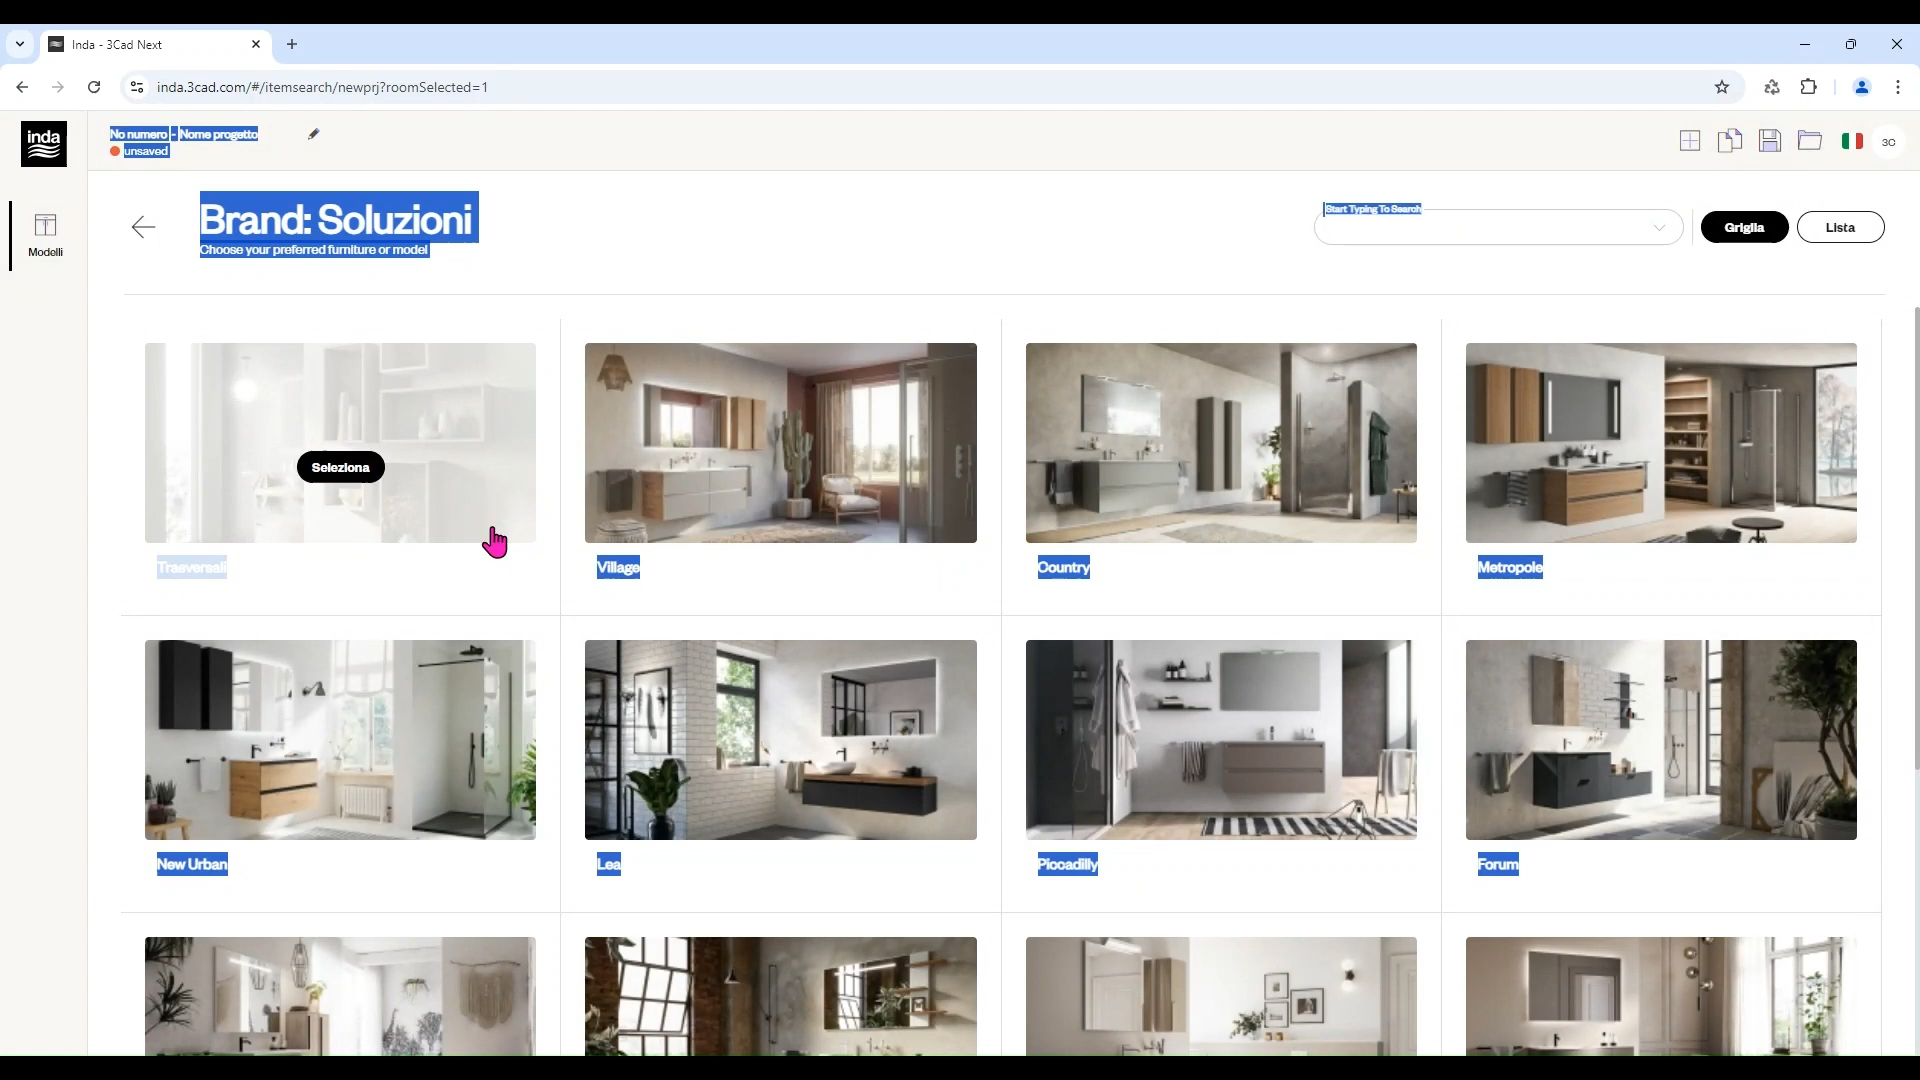 Inda - 3Cad Next
inda.3cad.com/#/itemsearch/newprj?roomSelected=1
inda
No numero - Nome progetto
unsaved
3C
Modelli
Brand: Soluzioni
Choose your preferred furniture or model
Start Typing To Search
Griglia
Lista
Seleziona
Trasversali
Village
Country
Metropole
New Urban
Lea
Piccadilly
Forum